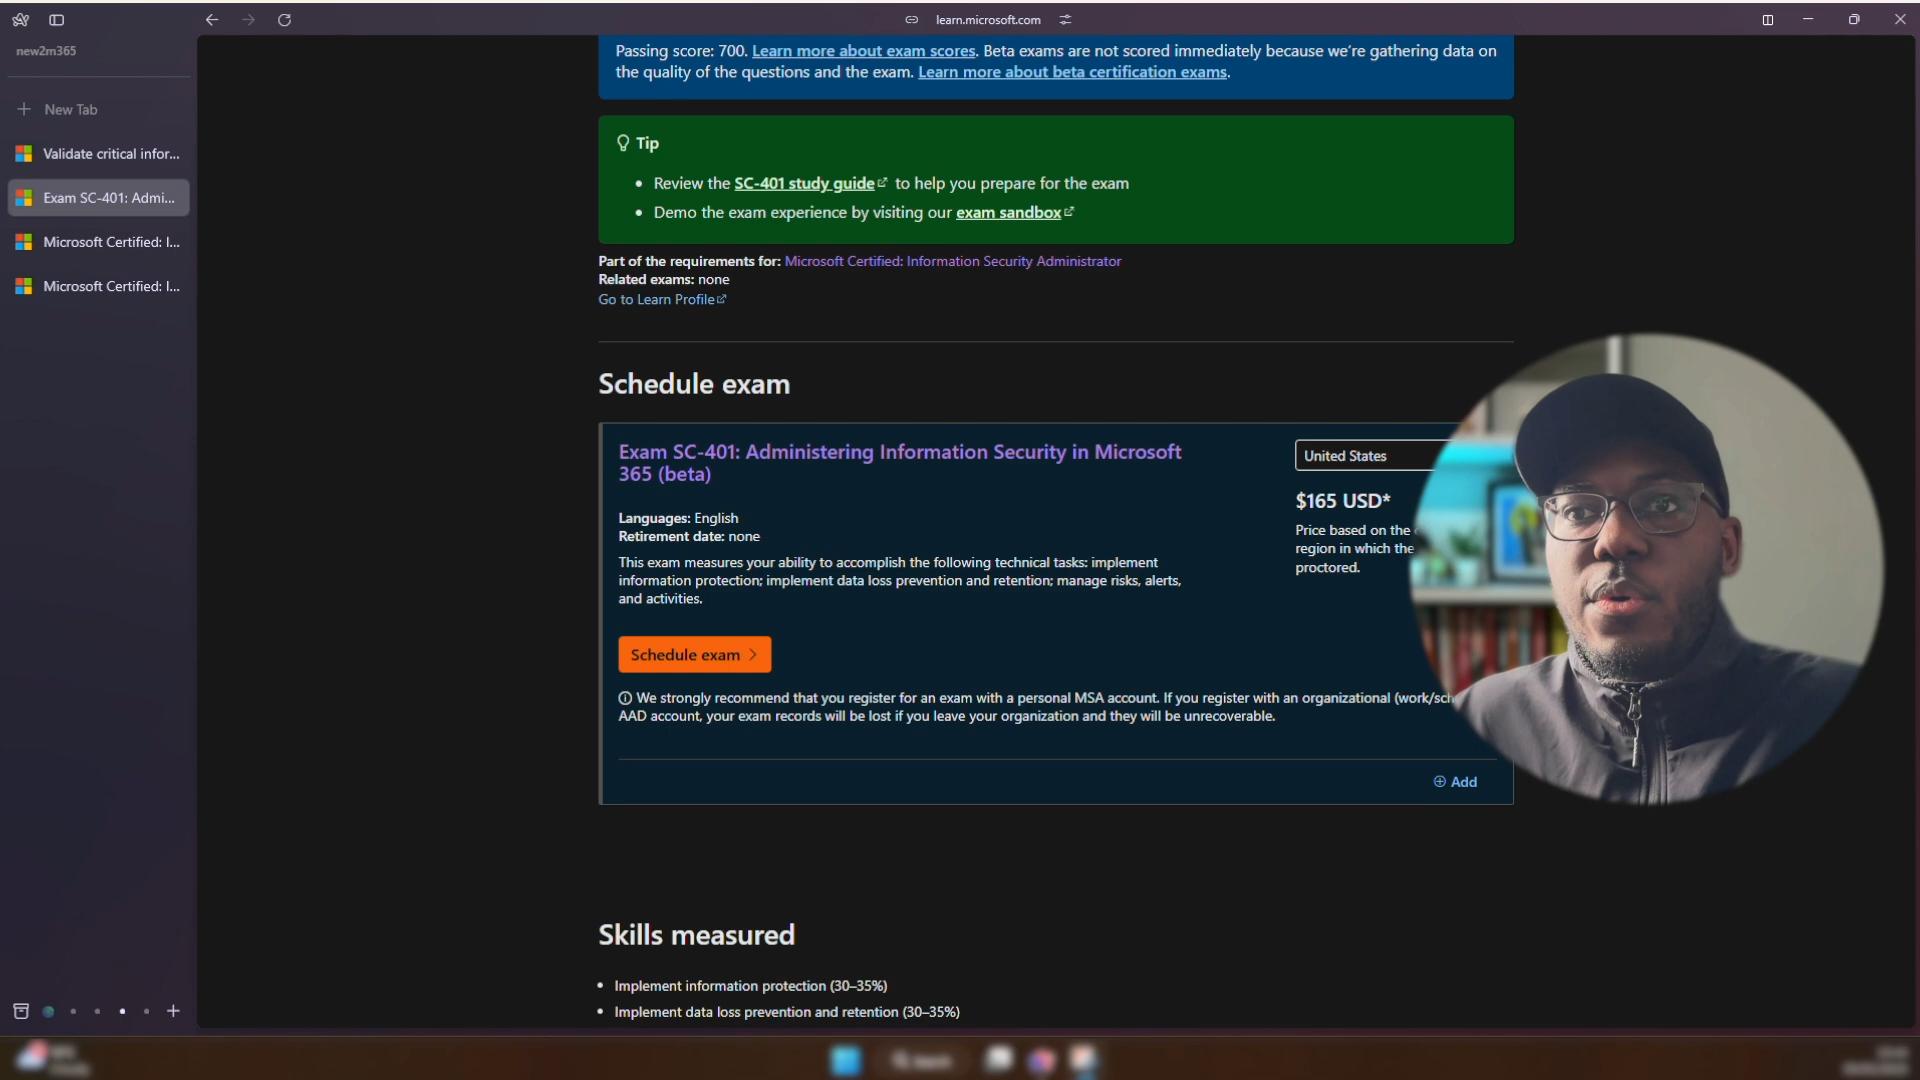 learn.microsoft.com
new2m365
New Tab
Validate critical infor...
Exam SC-401: Admi...
Microsoft Certified: I...
Microsoft Certified: I...
Passing score: 700. Learn more about exam scores. Beta exams are not scored immediately because we're gathering data on
the quality of the questions and the exam. Learn more about beta certification exams.
Tip
• Review the SC-401 study guide to help you prepare for the exam
• Demo the exam experience by visiting our exam sandbox
Part of the requirements for: Microsoft Certified: Information Security Administrator
Related exams: none
Go to Learn Profile
Schedule exam
Exam SC-401: Administering Information Security in Microsoft
365 (beta)
Languages: English
Retirement date: none
This exam measures your ability to accomplish the following technical tasks: implement
information protection; implement data loss prevention and retention; manage risks, alerts,
and activities.
United States
$165 USD*
Price based on the
region in which the
proctored.
Schedule exam
We strongly recommend that you register for an exam with a personal MSA account. If you register with an organizational (work/sch
AAD account, your exam records will be lost if you leave your organization and they will be unrecoverable.
Add
Skills measured
• Implement information protection (30–35%)
• Implement data loss prevention and retention (30–35%)